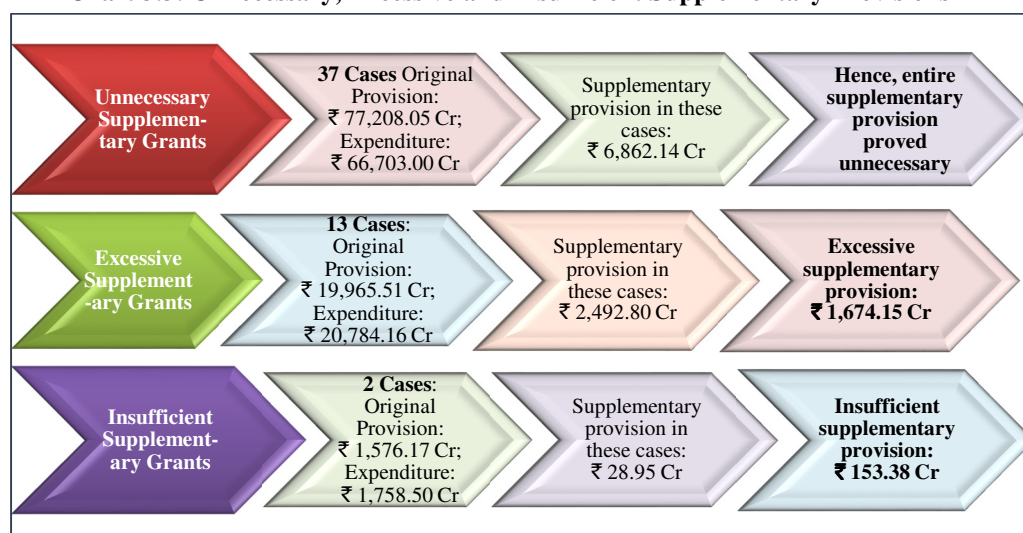 Unnecessary
Supplemen-
tary Grants
37 Cases Original
Provision:
₹ 77,208.05 Cr;
Expenditure:
₹ 66,703.00 Cr
Supplementary
provision in these
cases:
₹ 6,862.14 Cr
Hence, entire
supplementary
provision
proved
unnecessary
Excessive
Supplement
-ary Grants
13 Cases:
Original
Provision:
₹ 19,965.51 Cr;
Expenditure:
₹ 20,784.16 Cr
Supplementary
provision in
these cases:
₹ 2,492.80 Cr
Excessive
supplementary
provision:
₹ 1,674.15 Cr
Insufficient
Supplement-
ary Grants
2 Cases:
Original
Provision:
₹ 1,576.17 Cr;
Expenditure:
₹ 1,758.50 Cr
Supplementary
provision in
these cases:
₹ 28.95 Cr
Insufficient
supplementary
provision:
₹ 153.38 Cr